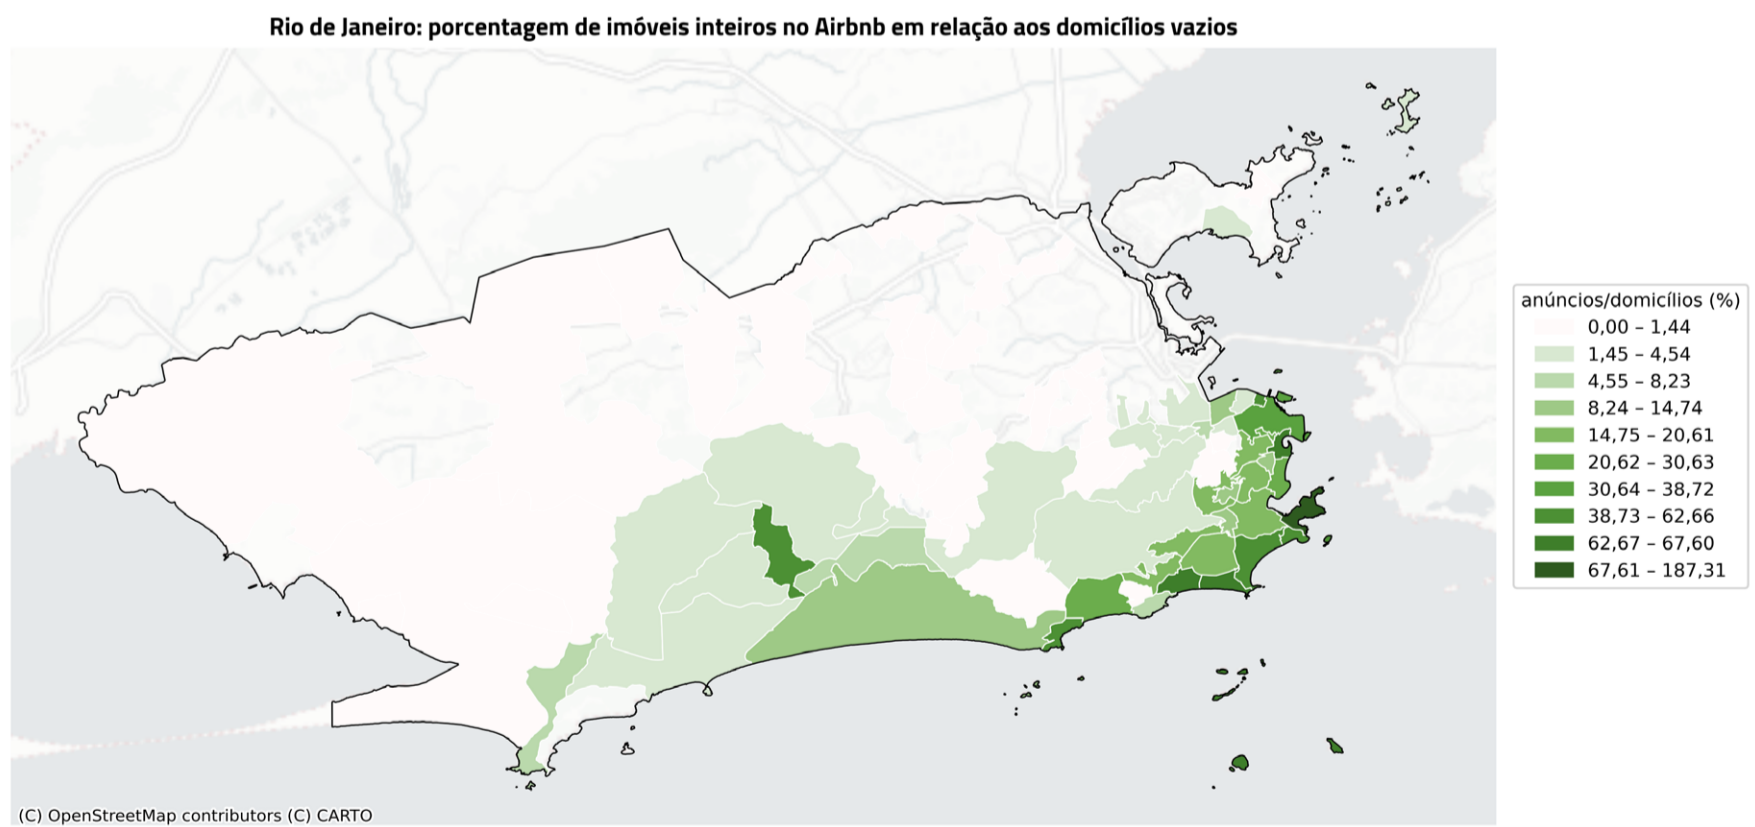 Rio de Janeiro: porcentagem de imóveis inteiros no Airbnb em relação aos domicílios vazios
anúncios/domicílios (%)
0,00 – 1,44
1,45 – 4,54
4,55 – 8,23
8,24 – 14,74
14,75 – 20,61
20,62 – 30,63
30,64 – 38,72
38,73 – 62,66
62,67 – 67,60
67,61 – 187,31
(C) OpenStreetMap contributors (C) CARTO